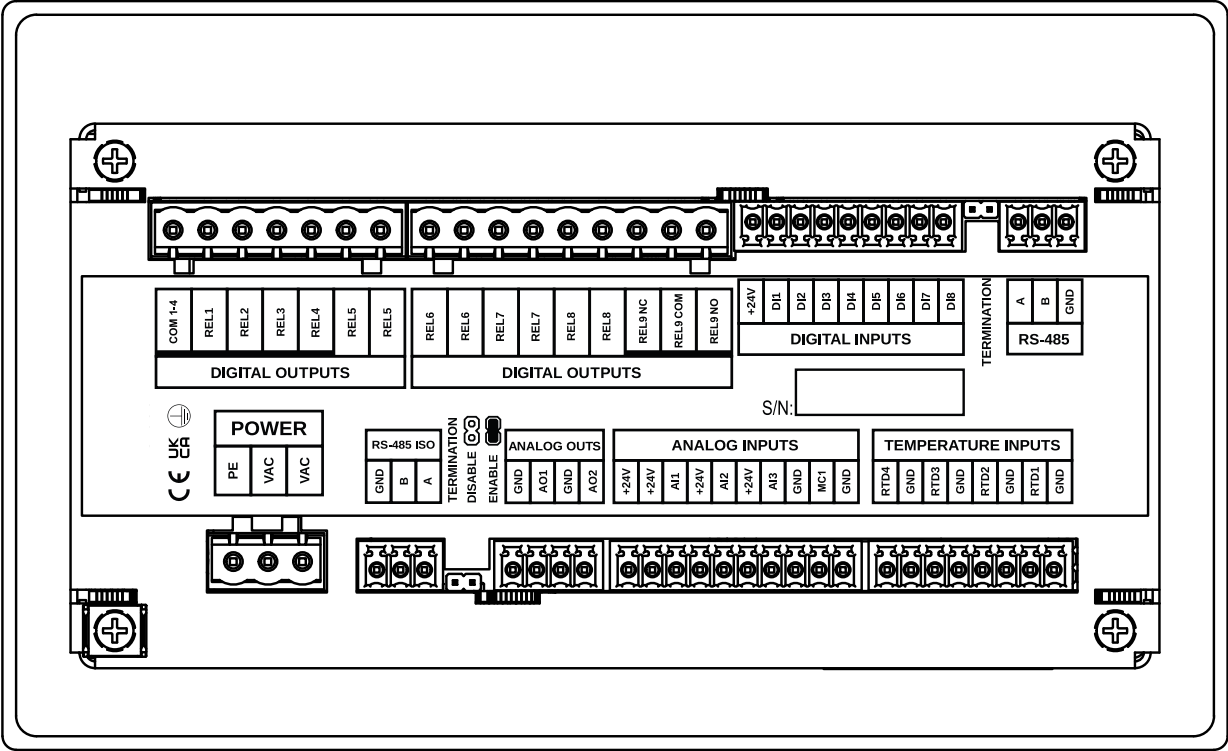 COM 1-4
REL1
REL2
REL3
REL4
REL5
REL5
DIGITAL OUTPUTS
REL6
REL6
REL7
REL7
REL8
REL8
REL9 NC
REL9 COM
REL9 NO
DIGITAL OUTPUTS
+24V
DI1
DI2
DI3
DI4
DI5
DI6
DI7
DI8
DIGITAL INPUTS
TERMINATION
A
B
GND
RS-485
S/N:
CE
UK
CA
POWER
PE
VAC
VAC
RS-485 ISO
GND
B
A
TERMINATION
DISABLE
ENABLE
ANALOG OUTS
GND
AO1
GND
AO2
ANALOG INPUTS
+24V
+24V
AI1
+24V
AI2
+24V
AI3
GND
MC1
GND
TEMPERATURE INPUTS
RTD4
GND
RTD3
GND
RTD2
GND
RTD1
GND